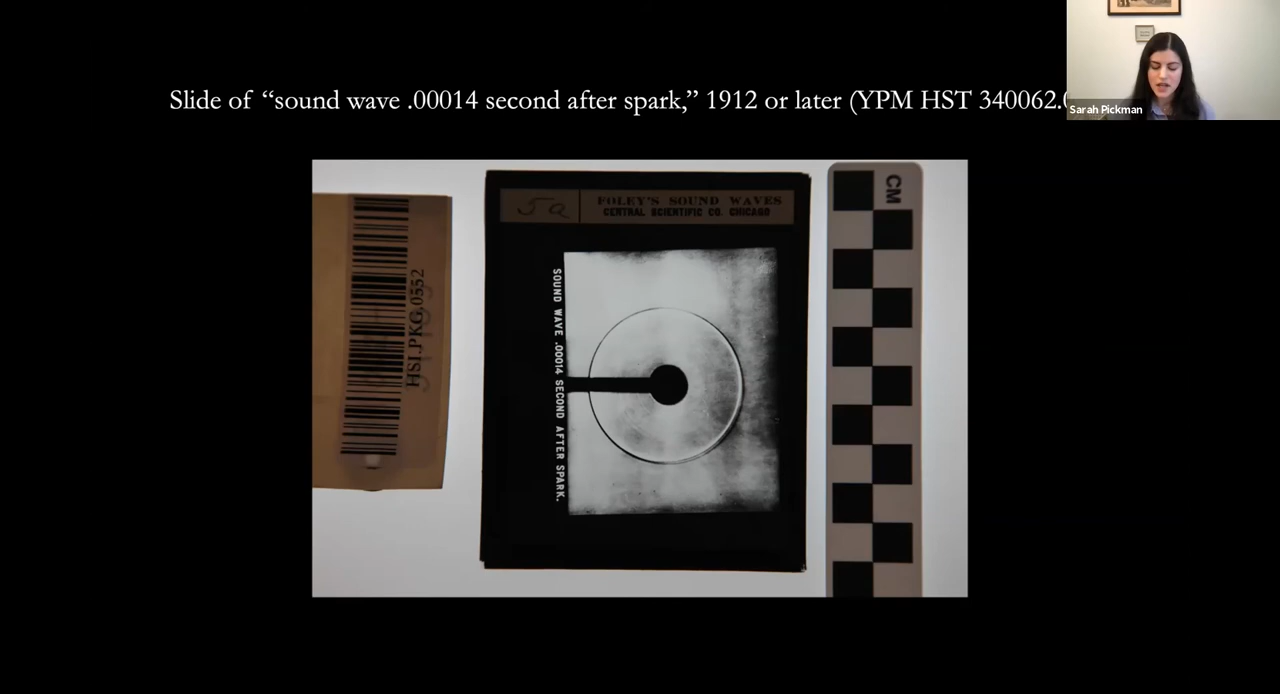 Slide of “sound wave .00014 second after spark,” 1912 or later (YPM HST 340062.
Sarah Pickman
5a
FOLEY'S SOUND WAVES
CENTRAL SCIENTIFIC CO. CHICAGO
SOUND WAVE .00014 SECOND AFTER SPARK.
HSI.PKG.0552
CM